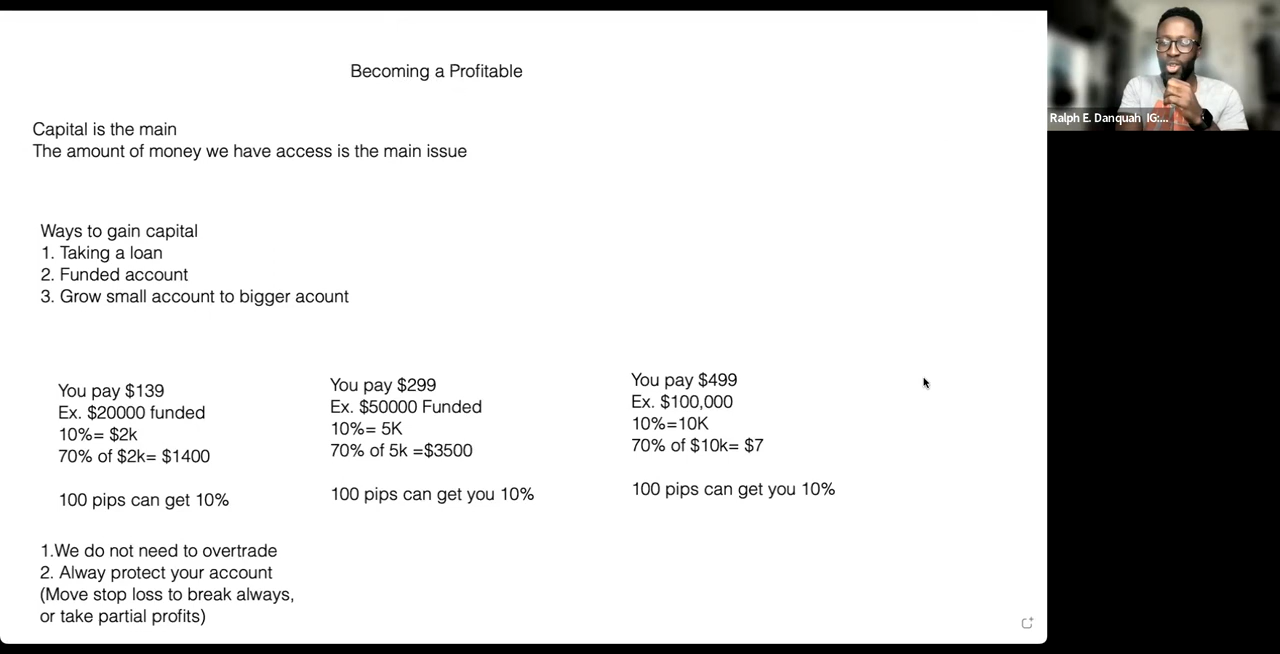 Becoming a Profitable
Capital is the main
The amount of money we have access is the main issue
Ways to gain capital
1. Taking a loan
2. Funded account
3. Grow small account to bigger acount
You pay $139
Ex. $20000 funded
10%= $2k
70% of $2k= $1400
100 pips can get 10%
You pay $299
Ex. $50000 Funded
10%= 5K
70% of 5k =$3500
100 pips can get you 10%
You pay $499
Ex. $100,000
10%=10K
70% of $10k= $7
100 pips can get you 10%
1.We do not need to overtrade
2. Alway protect your account
(Move stop loss to break always,
or take partial profits)
Ralph E. Danquah IG:...